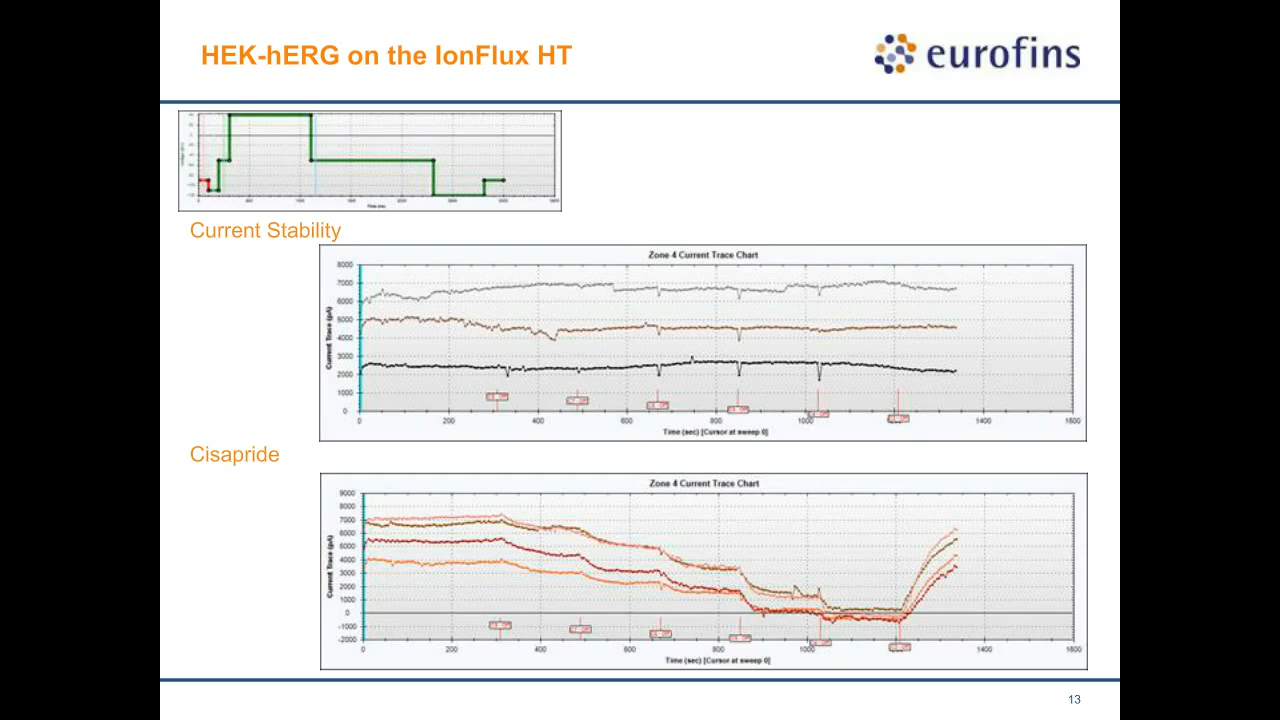 HEK-hERG on the IonFlux HT
eurofins
Current Stability
Zone 4 Current Trace Chart
Current Trace (pA)
8000
7000
6000
5000
4000
3000
2000
1000
0
0 200 400 600 800 1000 1200 1400 1600
Time (sec) [Cursor at sweep 0]
Cisapride
Zone 4 Current Trace Chart
Current Trace (pA)
9000
8000
7000
6000
5000
4000
3000
2000
1000
0
-1000
-2000
0 200 400 600 800 1000 1200 1400 1600
Time (sec) [Cursor at sweep 0]
13